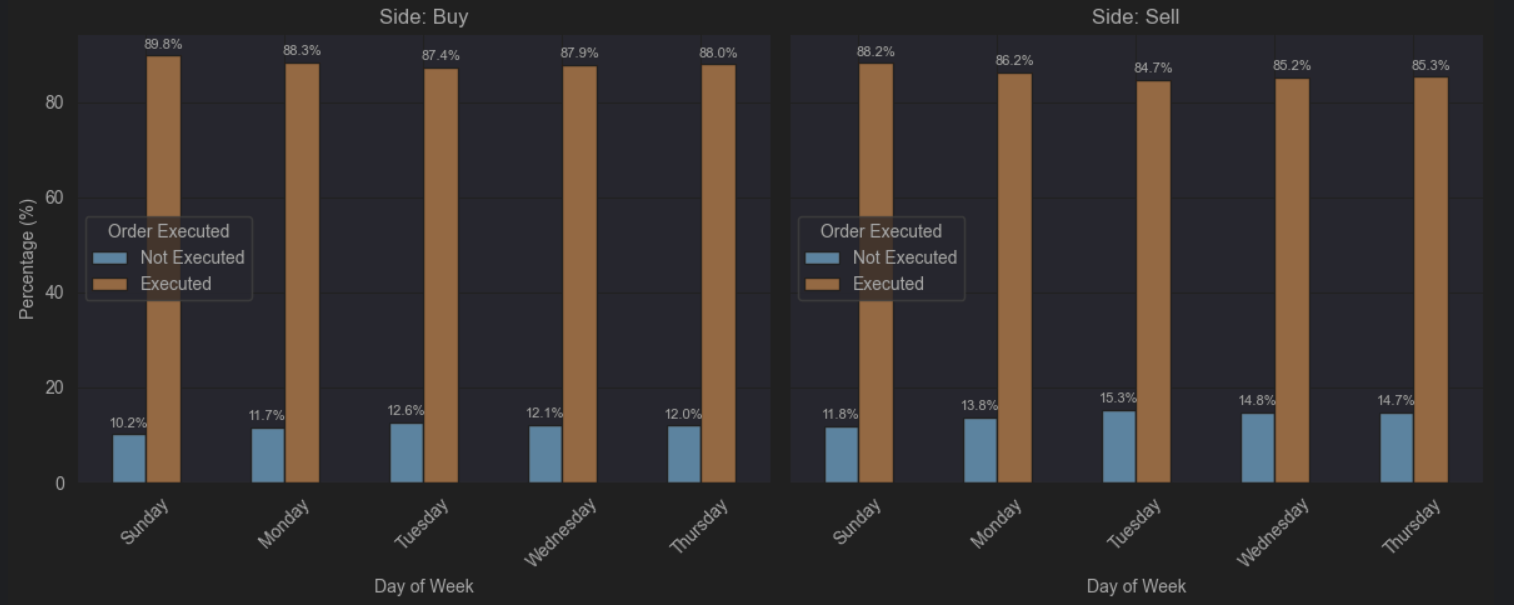 Side: Buy
89.8%
88.3%
87.4%
87.9%
88.0%
80
60
40
20
0
Percentage (%)
Order Executed
Not Executed
Executed
10.2%
11.7%
12.6%
12.1%
12.0%
Sunday
Monday
Tuesday
Wednesday
Thursday
Day of Week
Side: Sell
88.2%
86.2%
84.7%
85.2%
85.3%
Order Executed
Not Executed
Executed
11.8%
13.8%
15.3%
14.8%
14.7%
Sunday
Monday
Tuesday
Wednesday
Thursday
Day of Week